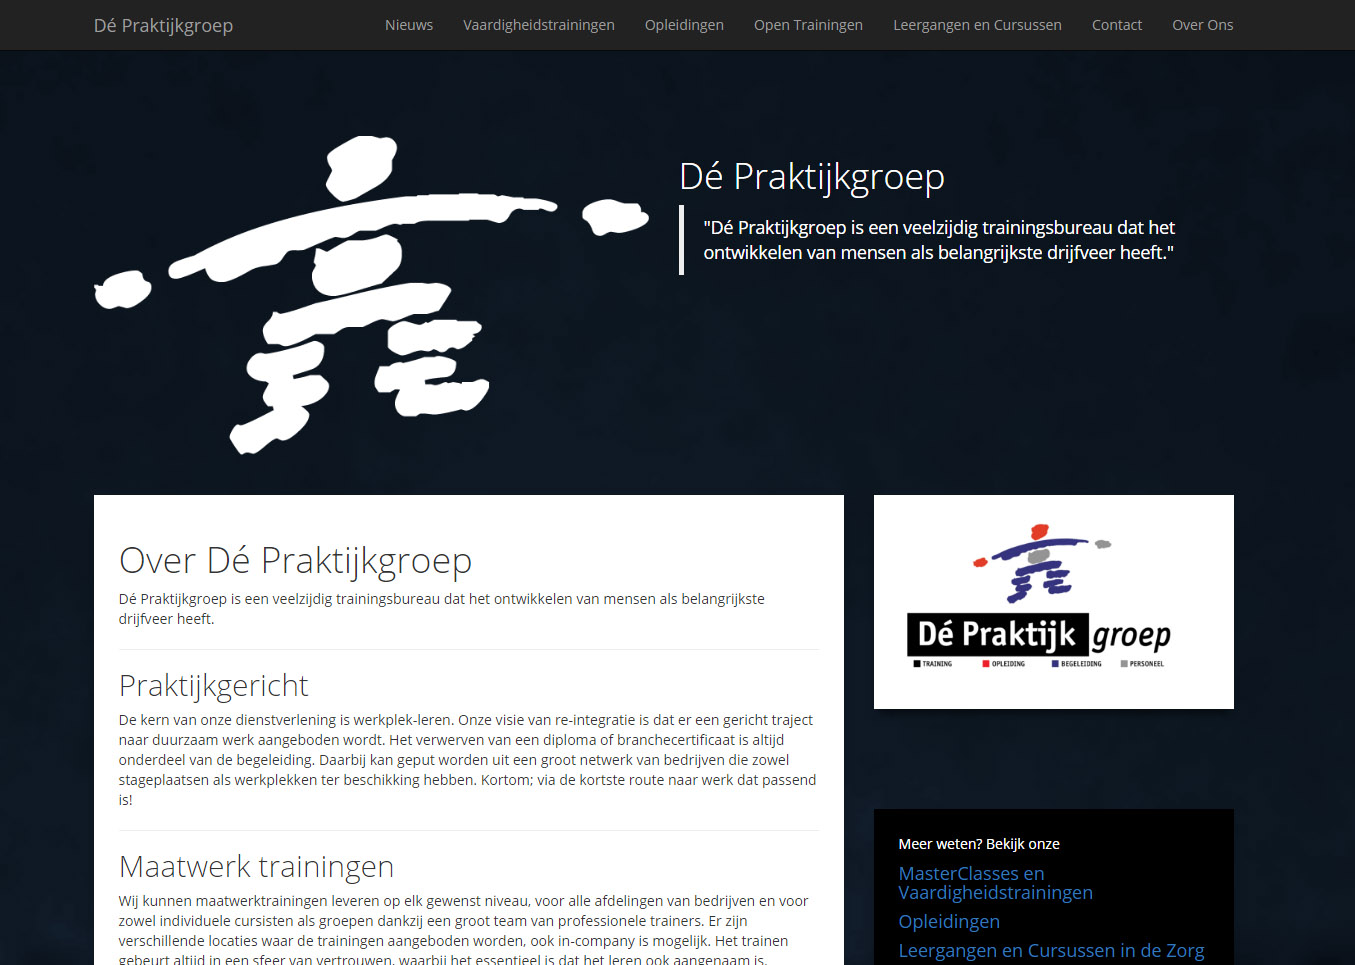 Dé Praktijkgroep
Nieuws
Vaardigheidstrainingen
Opleidingen
Open Trainingen
Leergangen en Cursussen
Contact
Over Ons
Dé Praktijkgroep
"Dé Praktijkgroep is een veelzijdig trainingsbureau dat het
ontwikkelen van mensen als belangrijkste drijfveer heeft."
Over Dé Praktijkgroep
Dé Praktijkgroep is een veelzijdig trainingsbureau dat het ontwikkelen van mensen als belangrijkste
drijfveer heeft.
Praktijkgericht
De kern van onze dienstverlening is werkplek-leren. Onze visie van re-integratie is dat er een gericht traject
naar duurzaam werk aangeboden wordt. Het verwerven van een diploma of branchecertificaat is altijd
onderdeel van de begeleiding. Daarbij kan geput worden uit een groot netwerk van bedrijven die zowel
stageplaatsen als werkplekken ter beschikking hebben. Kortom; via de kortste route naar werk dat passend
is!
Maatwerk trainingen
Wij kunnen maatwerktrainingen leveren op elk gewenst niveau, voor alle afdelingen van bedrijven en voor
zowel individuele cursisten als groepen dankzij een groot team van professionele trainers. Er zijn
verschillende locaties waar de trainingen aangeboden worden, ook in-company is mogelijk. Het trainen
gebeurt altijd in een sfeer van vertrouwen, waarbij het essentieel is dat het leren ook aangenaam is.
Dé Praktijk groep
TRAINING
OPLEIDING
BEGELEIDING
PERSONEEL
Meer weten? Bekijk onze
MasterClasses en
Vaardigheidstrainingen
Opleidingen
Leergangen en Cursussen in de Zorg